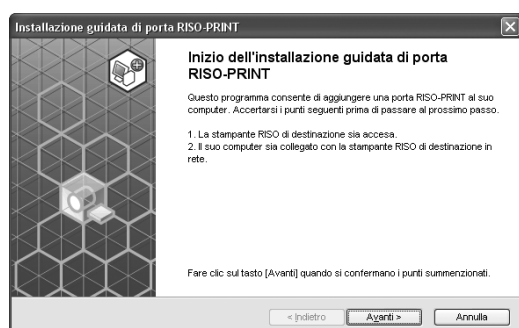 Installazione guidata di porta RISO-PRINT
Inizio dell'installazione guidata di porta
RISO-PRINT
Questo programma consente di aggiungere una porta RISO-PRINT al suo
computer. Accertarsi i punti seguenti prima di passare al prossimo passo.
1. La stampante RISO di destinazione sia accesa.
2. Il suo computer sia collegato con la stampante RISO di destinazione in
rete.
Fare clic sul tasto [Avanti] quando si confermano i punti summenzionati.
< Indietro
Avanti >
Annulla